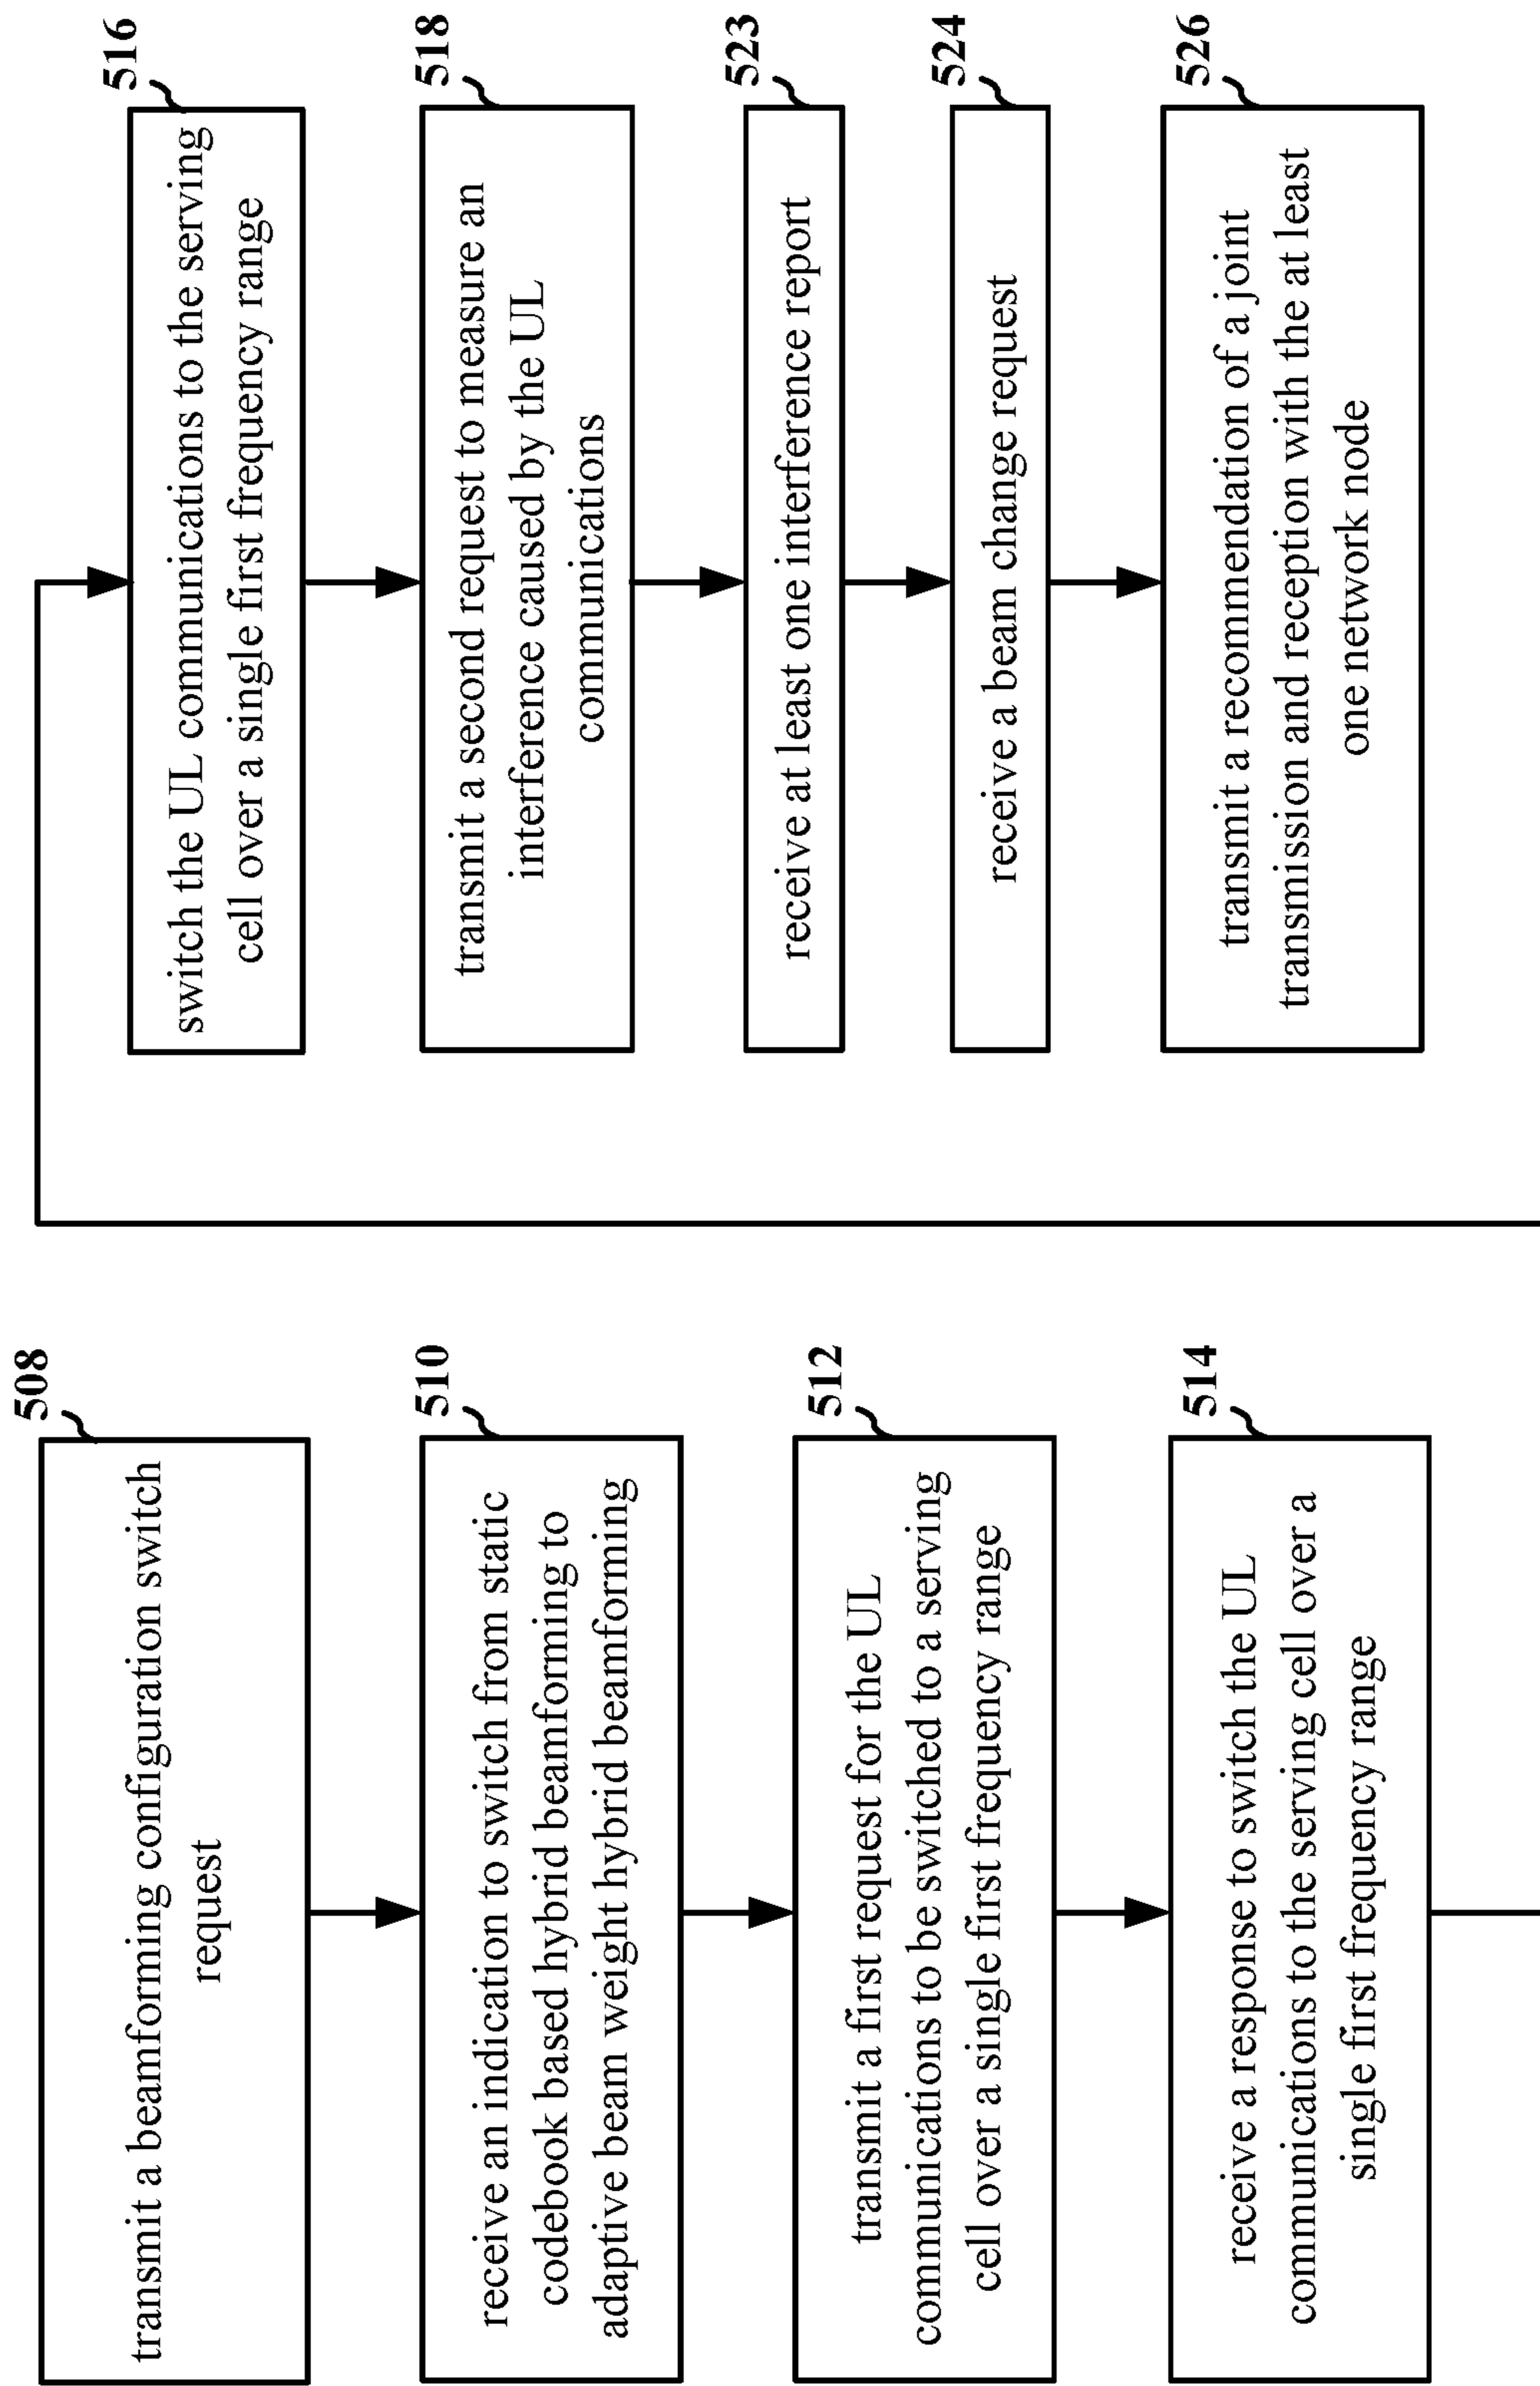 508
transmit a beamforming configuration switch
request
510
receive an indication to switch from static
codebook based hybrid beamforming to
adaptive beam weight hybrid beamforming
512
transmit a first request for the UL
communications to be switched to a serving
cell over a single first frequency range
514
receive a response to switch the UL
communications to the serving cell over a
single first frequency range
516
switch the UL communications to the serving
cell over a single first frequency range
518
transmit a second request to measure an
interference caused by the UL
communications
523
receive at least one interference report
524
receive a beam change request
526
transmit a recommendation of a joint
transmission and reception with the at least
one network node